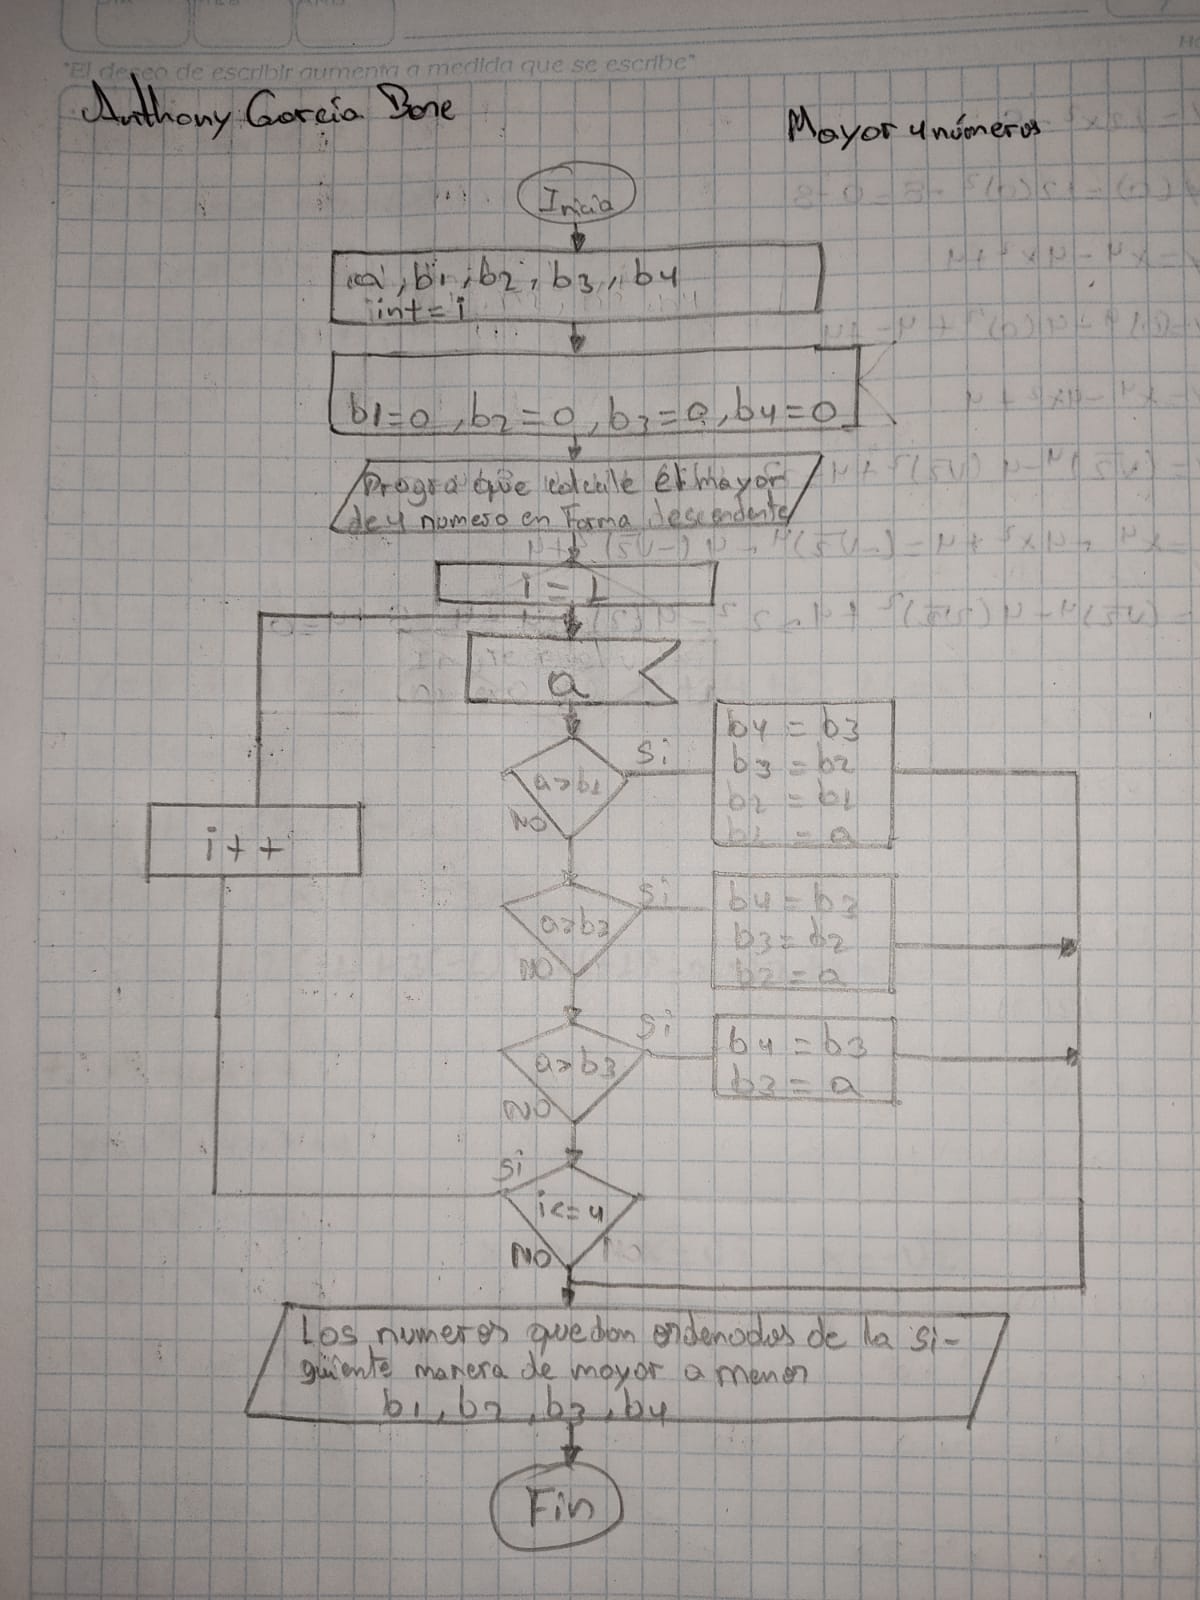 "El deseo de escribir aumenta a medida que se escribe"
Anthony García Bone
Mayor 4 números
Inicio
a, b1, b2, b3, b4
int = i
b1=0, b2=0, b3=0, b4=0
Progra que calcule el mayor
de 4 numero en Forma descendente
i = 1
a
a>b1
Si
NO
b4 = b3
b3 = b2
b2 = b1
b1 = a
i++
a>b2
Si
NO
b4 = b3
b3 = b2
b2 = a
a>b3
Si
NO
b4 = b3
b3 = a
Si
i<=4
NO
Los numeros quedan ordenados de la si-
guiente manera de mayor a menor
b1, b2, b3, b4
Fin